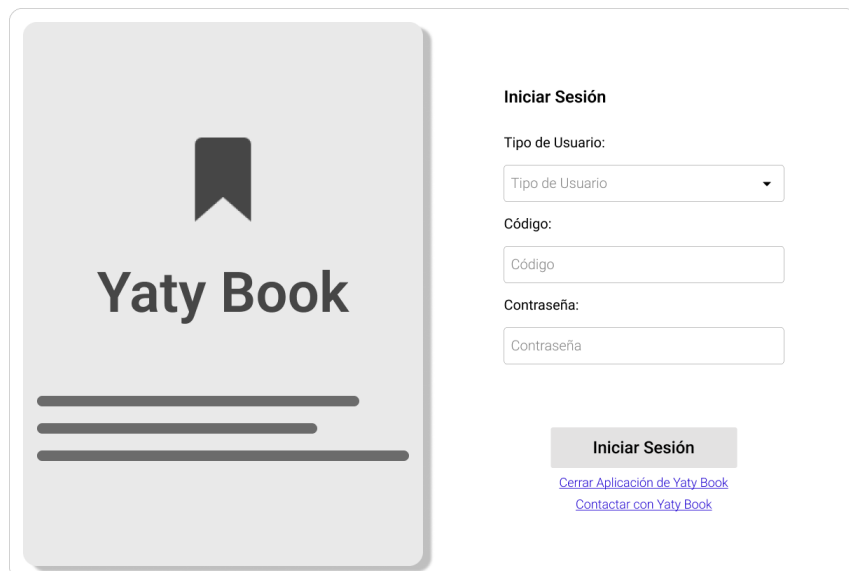 Yaty Book
Iniciar Sesión
Tipo de Usuario:
Tipo de Usuario
Código:
Código
Contraseña:
Contraseña
Iniciar Sesión
Cerrar Aplicación de Yaty Book
Contactar con Yaty Book